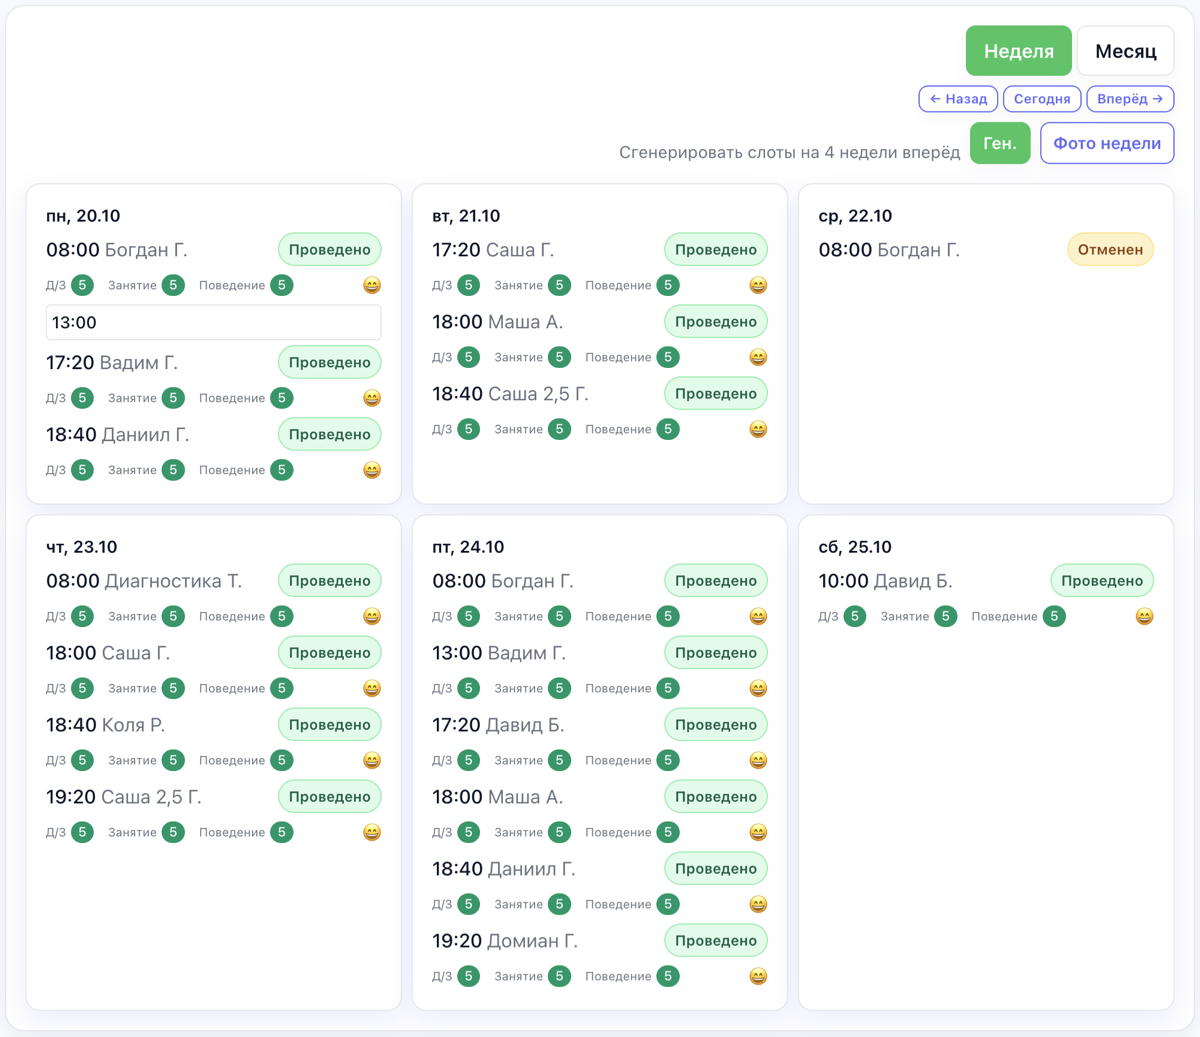 Неделя Месяц
← Назад Сегодня Вперёд →
Сгенерировать слоты на 4 недели вперёд Ген. Фото недели
пн, 20.10
08:00 Богдан Г. Проведено
Д/З 5 Занятие 5 Поведение 5
13:00
17:20 Вадим Г. Проведено
Д/З 5 Занятие 5 Поведение 5
18:40 Даниил Г. Проведено
Д/З 5 Занятие 5 Поведение 5
вт, 21.10
17:20 Саша Г. Проведено
Д/З 5 Занятие 5 Поведение 5
18:00 Маша А. Проведено
Д/З 5 Занятие 5 Поведение 5
18:40 Саша 2,5 Г. Проведено
Д/З 5 Занятие 5 Поведение 5
ср, 22.10
08:00 Богдан Г. Отменен
чт, 23.10
08:00 Диагностика Т. Проведено
Д/З 5 Занятие 5 Поведение 5
18:00 Саша Г. Проведено
Д/З 5 Занятие 5 Поведение 5
18:40 Коля Р. Проведено
Д/З 5 Занятие 5 Поведение 5
19:20 Саша 2,5 Г. Проведено
Д/З 5 Занятие 5 Поведение 5
пт, 24.10
08:00 Богдан Г. Проведено
Д/З 5 Занятие 5 Поведение 5
13:00 Вадим Г. Проведено
Д/З 5 Занятие 5 Поведение 5
17:20 Давид Б. Проведено
Д/З 5 Занятие 5 Поведение 5
18:00 Маша А. Проведено
Д/З 5 Занятие 5 Поведение 5
18:40 Даниил Г. Проведено
Д/З 5 Занятие 5 Поведение 5
19:20 Домиан Г. Проведено
Д/З 5 Занятие 5 Поведение 5
сб, 25.10
10:00 Давид Б. Проведено
Д/З 5 Занятие 5 Поведение 5